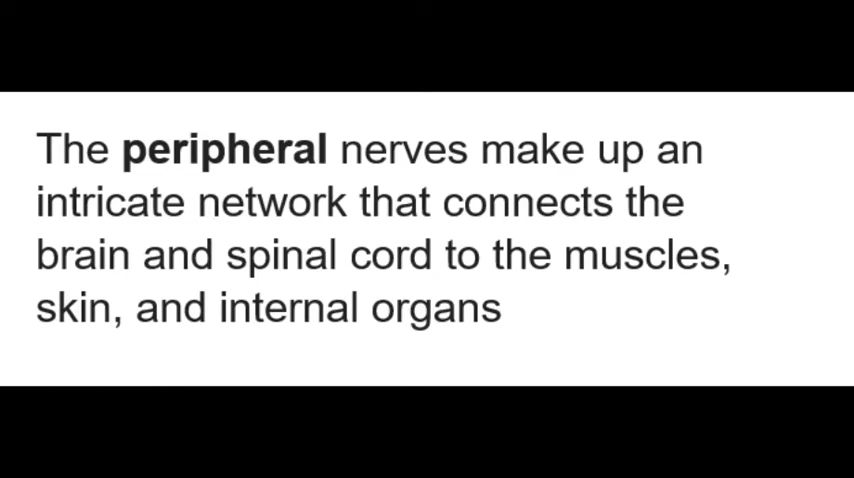 The peripheral nerves make up an
intricate network that connects the
brain and spinal cord to the muscles,
skin, and internal organs